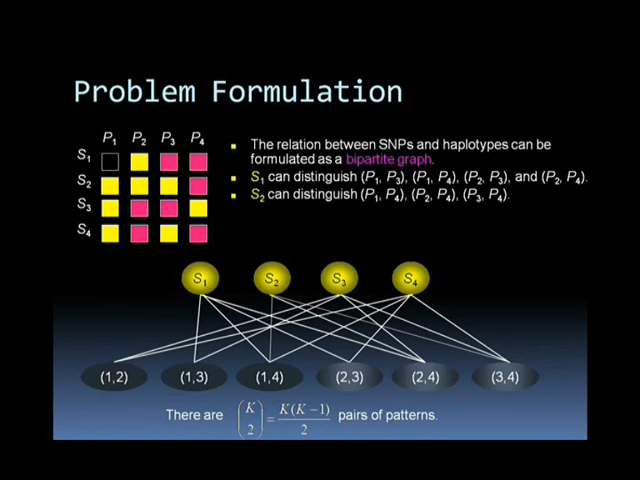 Problem Formulation
P1 P2 P3 P4
S1
S2
S3
S4
The relation between SNPs and haplotypes can be
formulated as a bipartite graph.
S1 can distinguish (P1, P3), (P1, P4), (P2, P3), and (P2, P4).
S2 can distinguish (P1, P4), (P2, P4), (P3, P4).
S1 S2 S3 S4
(1,2) (1,3) (1,4) (2,3) (2,4) (3,4)
There are (K 2) = K(K−1)/2 pairs of patterns.